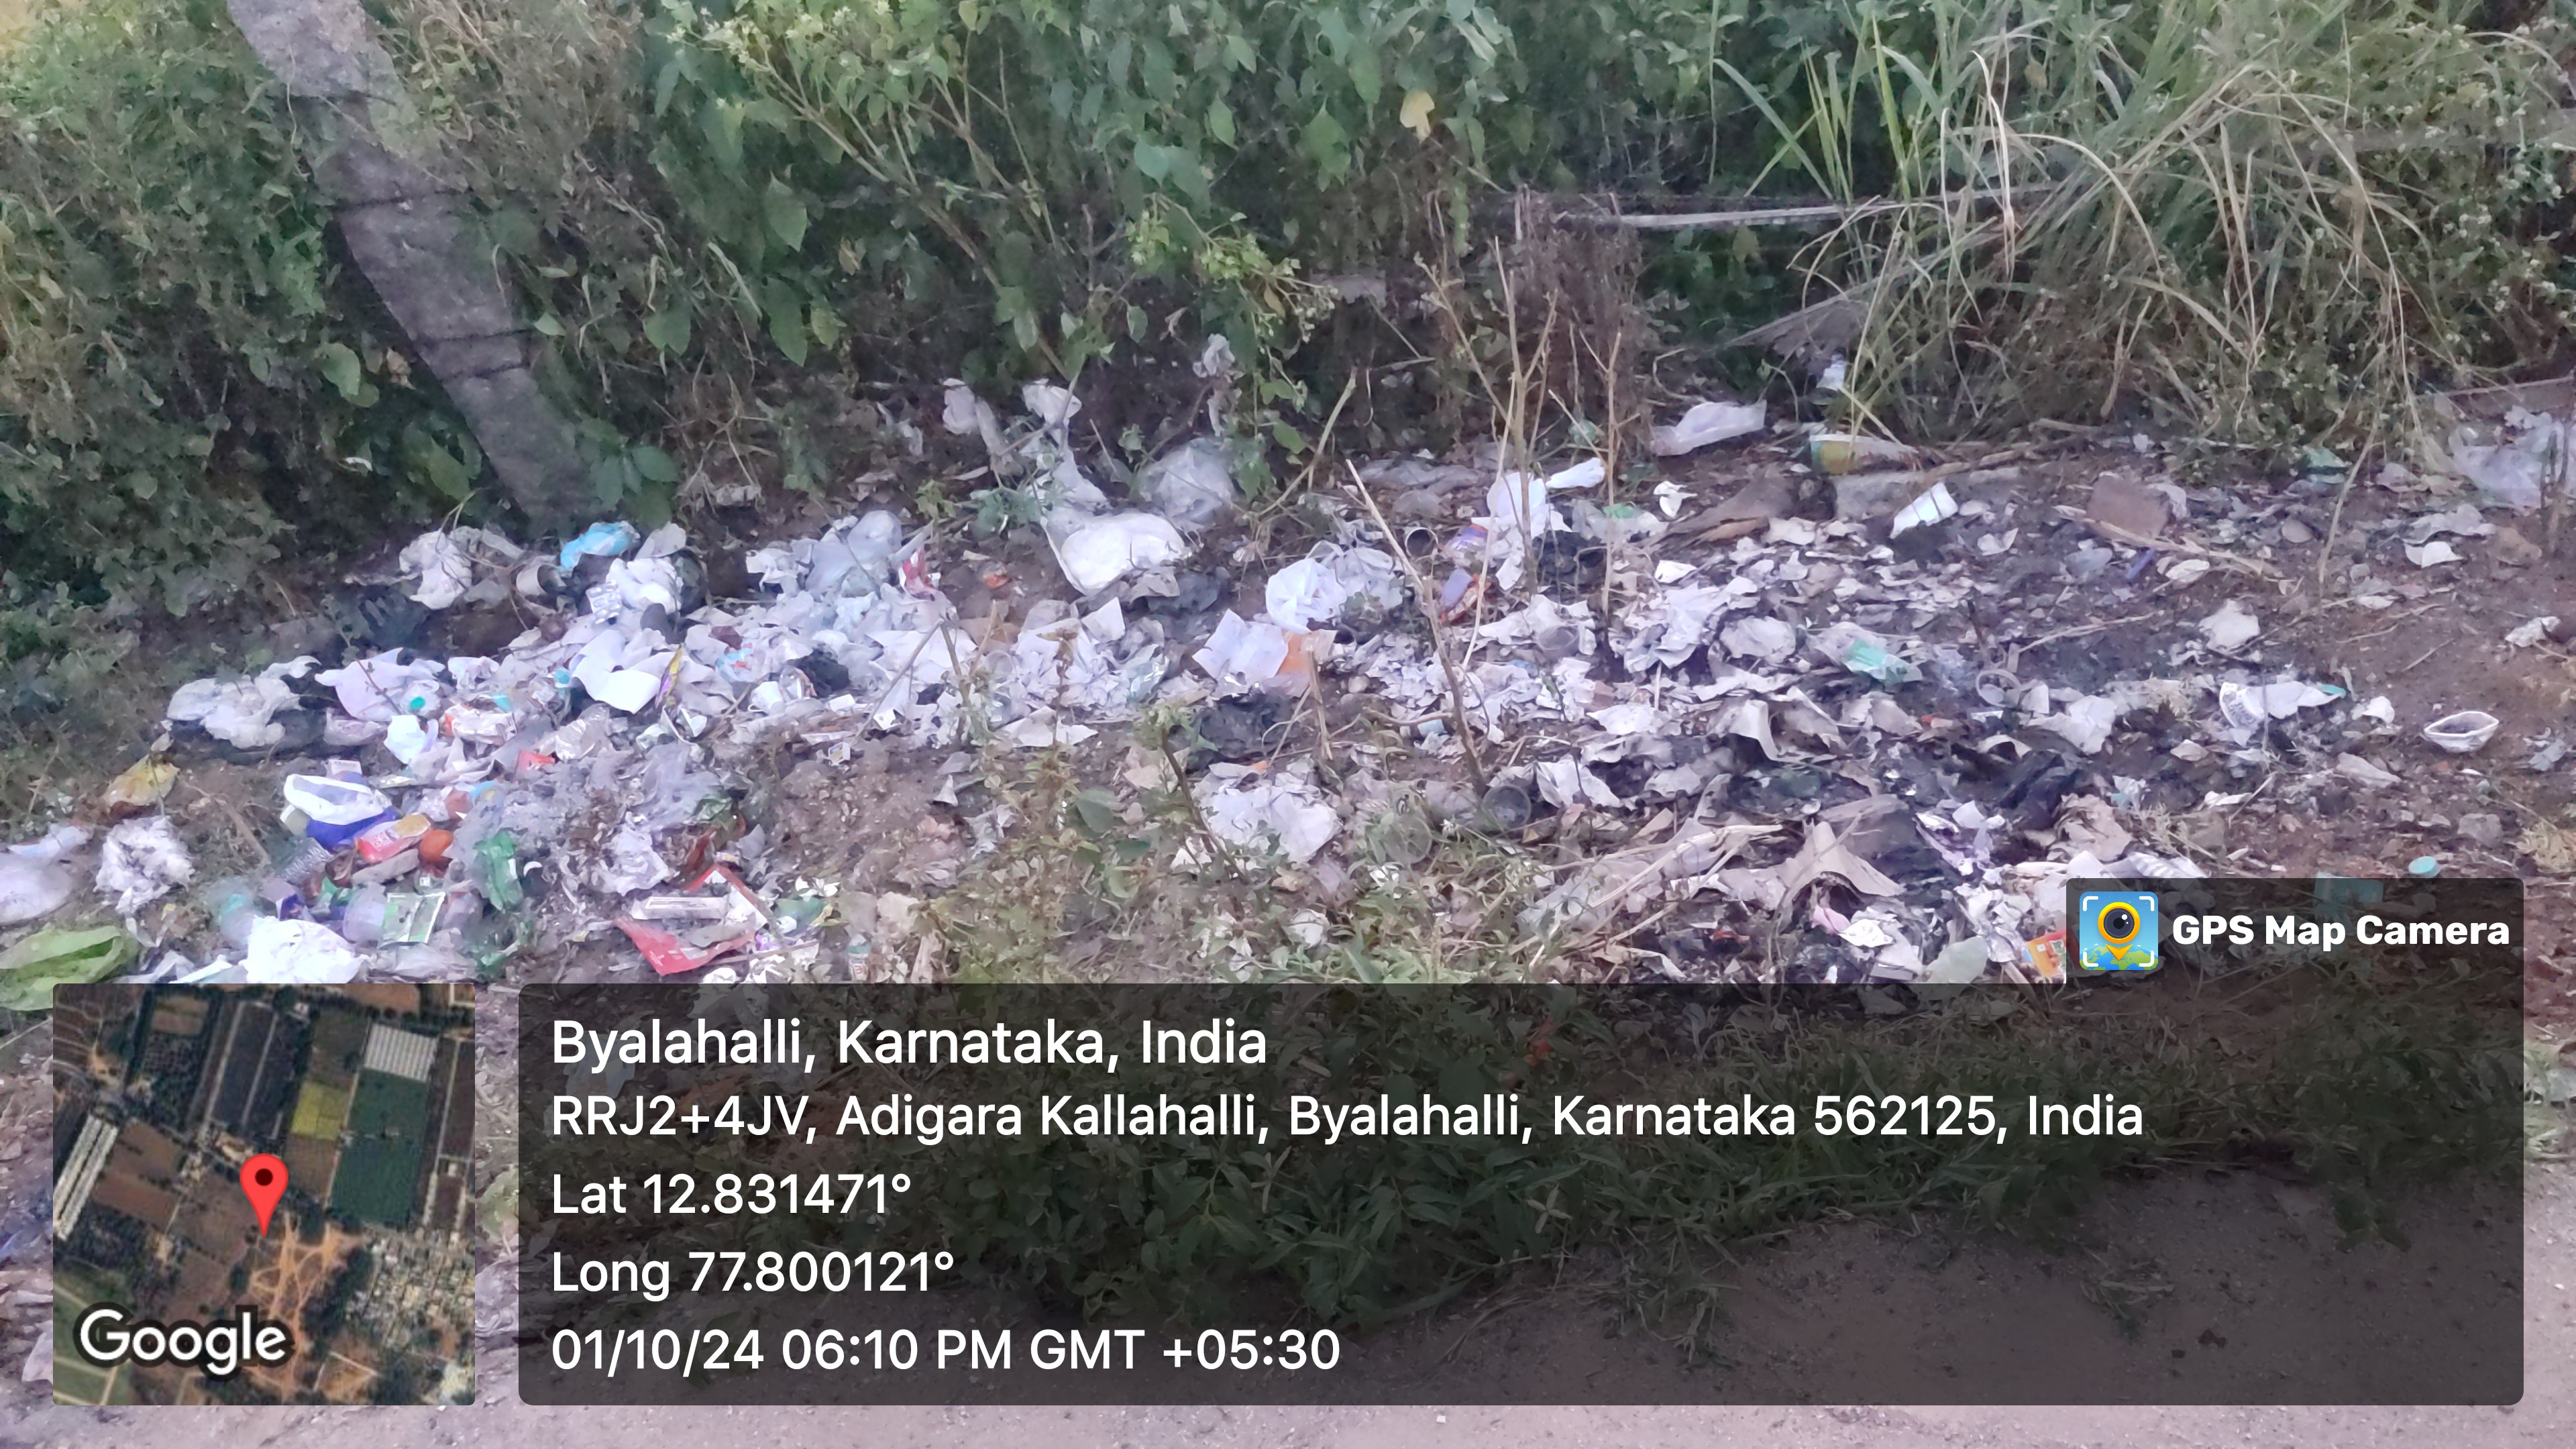 GPS Map Camera
Byalahalli, Karnataka, India
RRJ2+4JV, Adigara Kallahalli, Byalahalli, Karnataka 562125, India
Lat 12.831471°
Long 77.800121°
01/10/24 06:10 PM GMT +05:30
Google